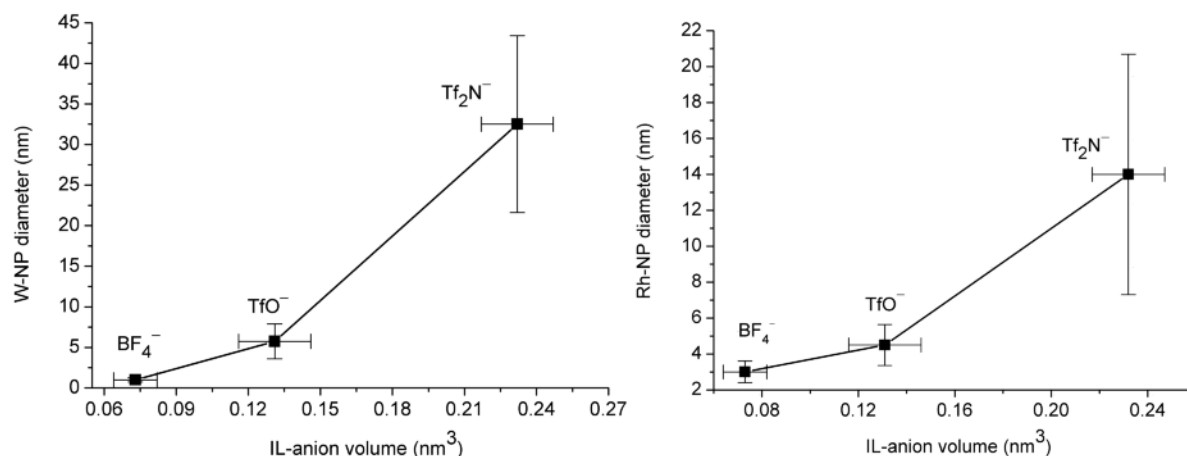 45
40
35
30
25
20
15
10
5
0
W-NP diameter (nm)
BF₄⁻
TfO⁻
Tf₂N⁻
0.06 0.09 0.12 0.15 0.18 0.21 0.24 0.27
IL-anion volume (nm³)
22
20
18
16
14
12
10
8
6
4
2
Rh-NP diameter (nm)
BF₄⁻
TfO⁻
Tf₂N⁻
0.08 0.12 0.16 0.20 0.24
IL-anion volume (nm³)